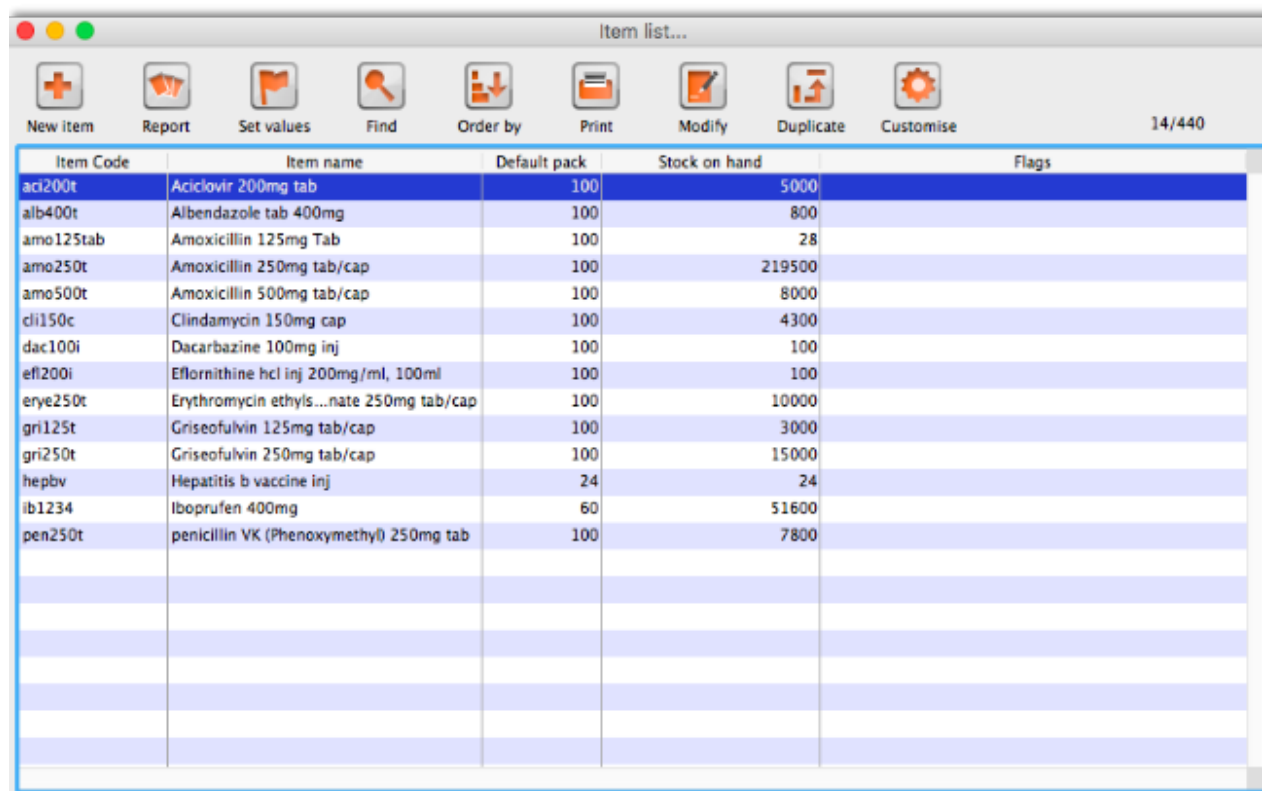 Item list...
New item Report Set values Find Order by Print Modify Duplicate Customise 14/440
Item Code Item name Default pack Stock on hand Flags
aci200t Aciclovir 200mg tab 100 5000
alb400t Albendazole tab 400mg 100 800
amo125tab Amoxicillin 125mg Tab 100 28
amo250t Amoxicillin 250mg tab/cap 100 219500
amo500t Amoxicillin 500mg tab/cap 100 8000
cli150c Clindamycin 150mg cap 100 4300
dac100i Dacarbazine 100mg inj 100 100
efl200i Eflornithine hcl inj 200mg/ml, 100ml 100 100
erye250t Erythromycin ethyls...nate 250mg tab/cap 100 10000
gri125t Griseofulvin 125mg tab/cap 100 3000
gri250t Griseofulvin 250mg tab/cap 100 15000
hepbv Hepatitis b vaccine inj 24 24
ib1234 Iboprufen 400mg 60 51600
pen250t penicillin VK (Phenoxymethyl) 250mg tab 100 7800